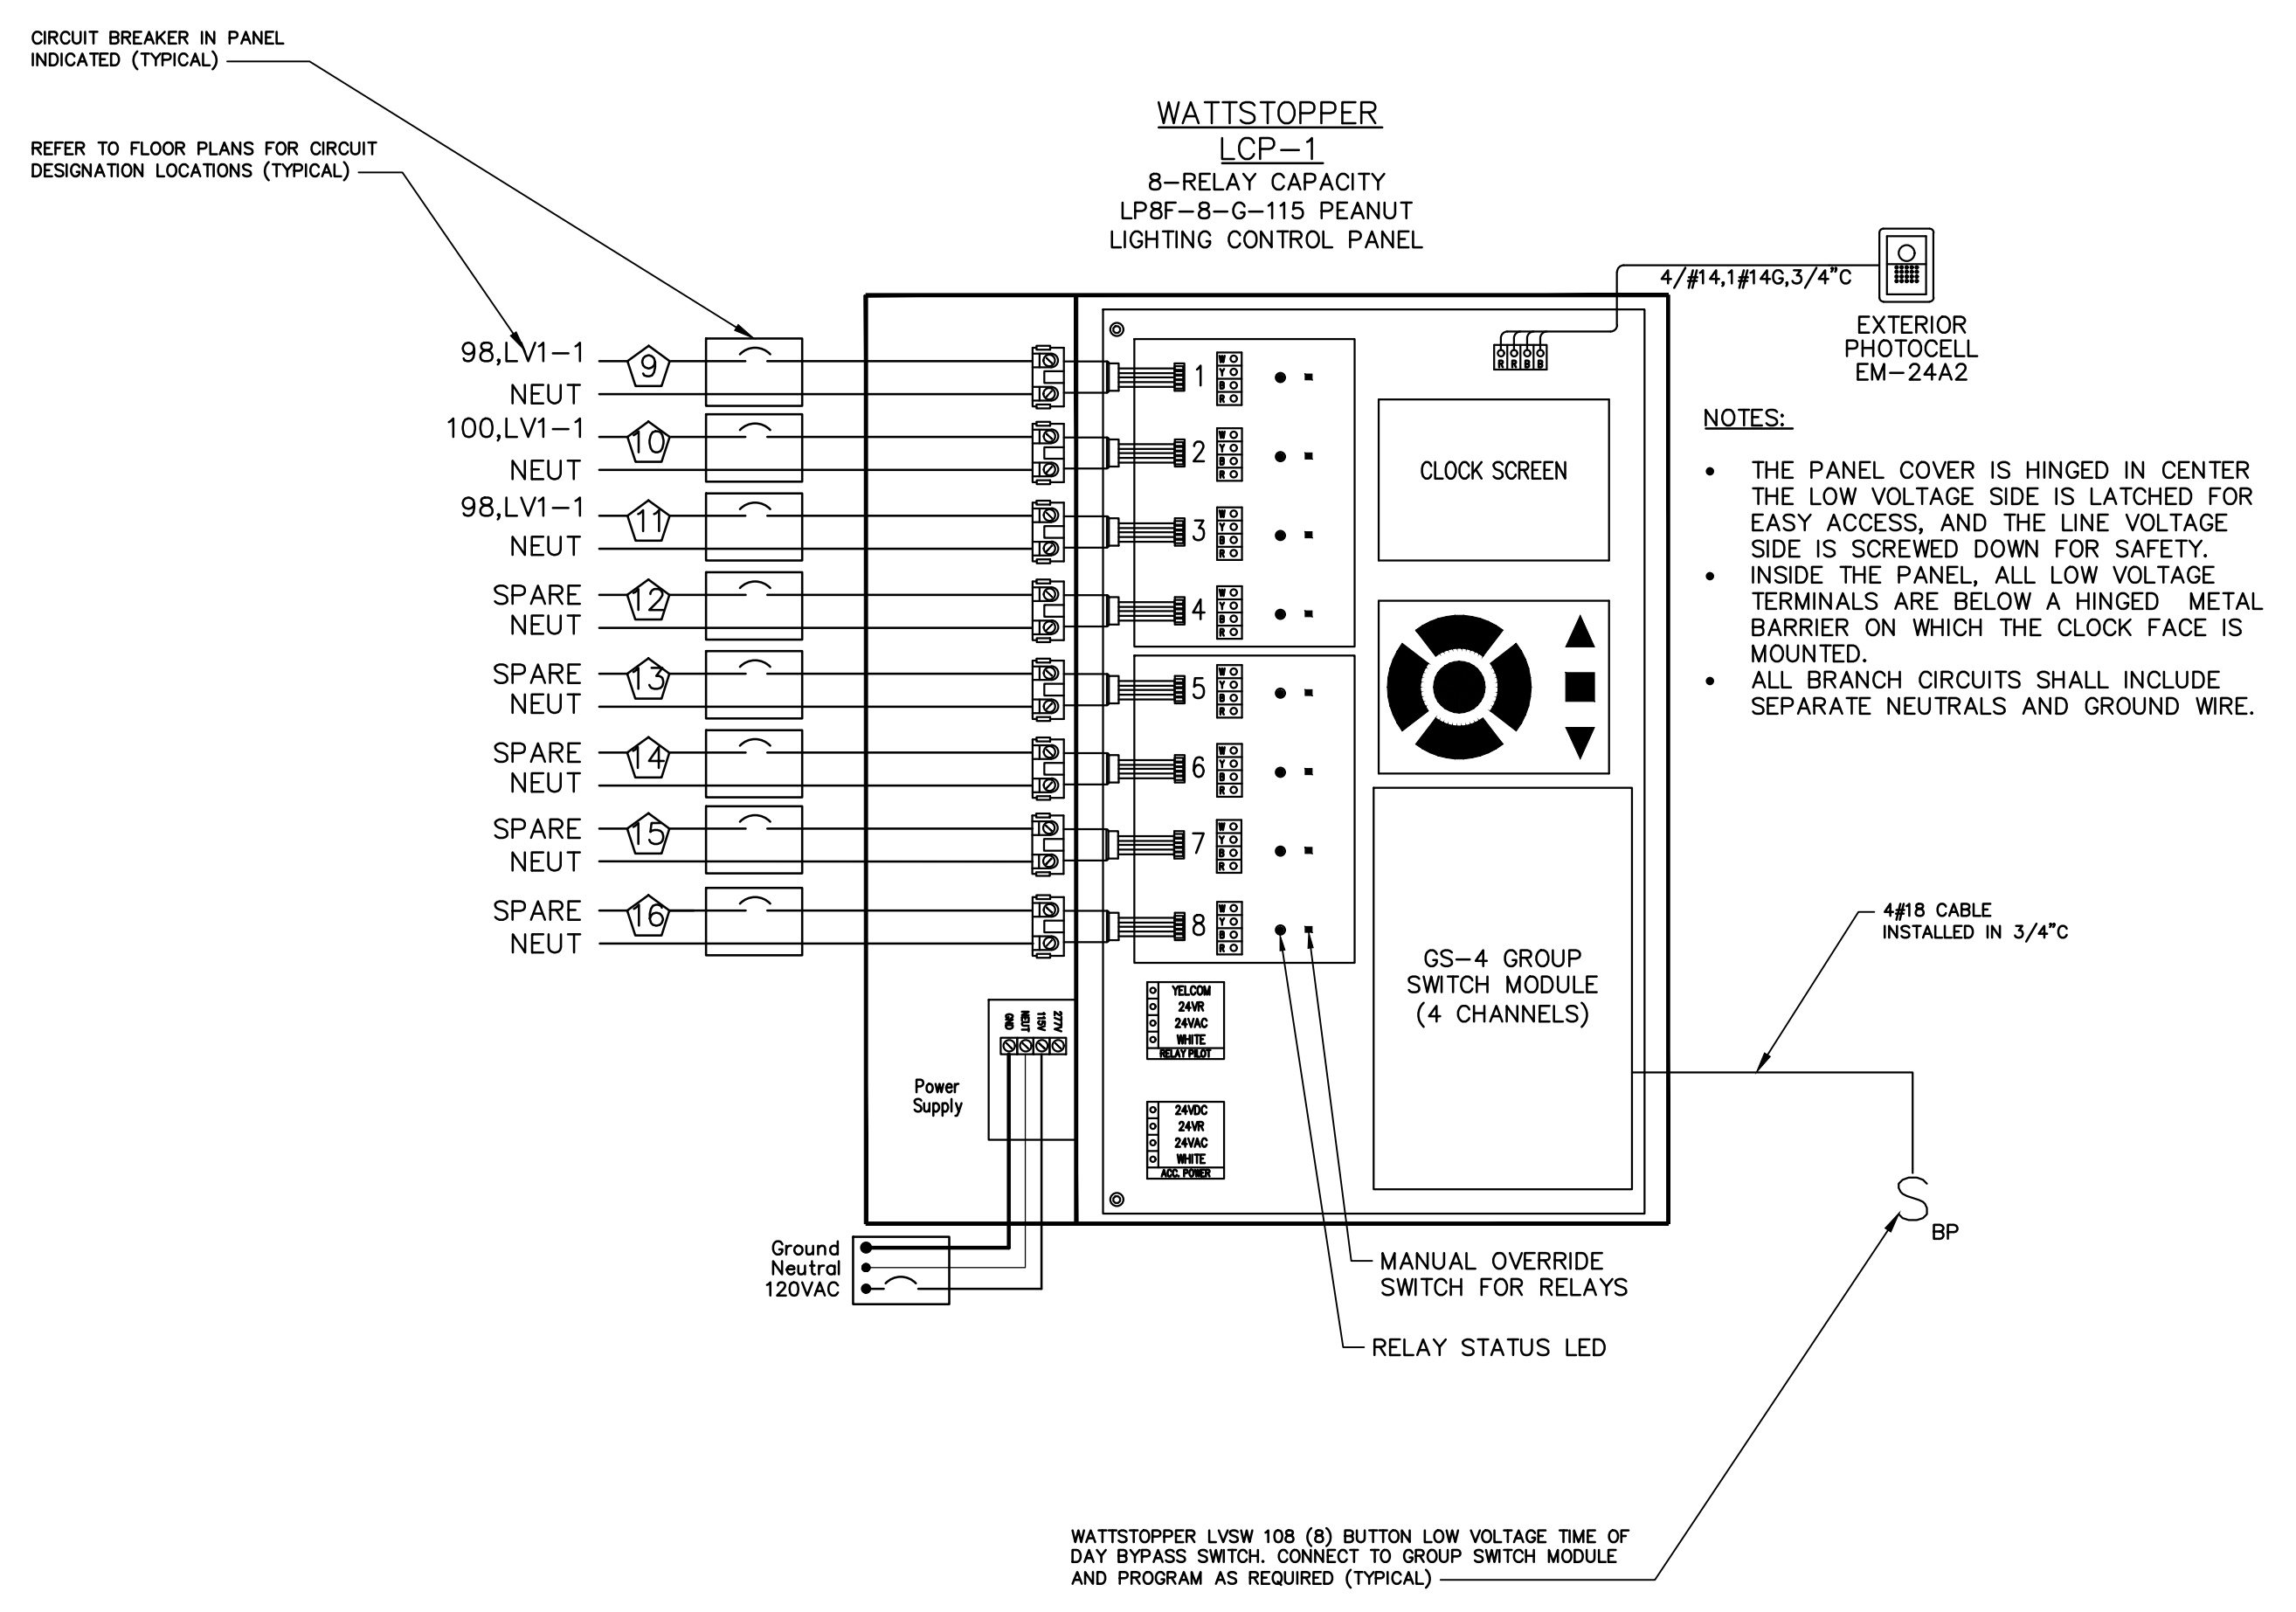 CIRCUIT BREAKER IN PANEL
INDICATED (TYPICAL)
REFER TO FLOOR PLANS FOR CIRCUIT
DESIGNATION LOCATIONS (TYPICAL)
WATTSTOPPER
LCP-1
8-RELAY CAPACITY
LP8F-8-G-115 PEANUT
LIGHTING CONTROL PANEL
4/#14,1#14G,3/4"C
EXTERIOR
PHOTOCELL
EM-24A2
R R B B
98,LV1-1 9
NEUT
100,LV1-1 10
NEUT
98,LV1-1 11
NEUT
SPARE 12
NEUT
SPARE 13
NEUT
SPARE 14
NEUT
SPARE 15
NEUT
SPARE 16
NEUT
1
W
Y
B
R
2
W
Y
B
R
3
W
Y
B
R
4
W
Y
B
R
5
W
Y
B
R
6
W
Y
B
R
7
W
Y
B
R
8
W
Y
B
R
CLOCK SCREEN
NOTES:
• THE PANEL COVER IS HINGED IN CENTER
THE LOW VOLTAGE SIDE IS LATCHED FOR
EASY ACCESS, AND THE LINE VOLTAGE
SIDE IS SCREWED DOWN FOR SAFETY.
• INSIDE THE PANEL, ALL LOW VOLTAGE
TERMINALS ARE BELOW A HINGED METAL
BARRIER ON WHICH THE CLOCK FACE IS
MOUNTED.
• ALL BRANCH CIRCUITS SHALL INCLUDE
SEPARATE NEUTRALS AND GROUND WIRE.
GS-4 GROUP
SWITCH MODULE
(4 CHANNELS)
4#18 CABLE
INSTALLED IN 3/4"C
YELCOM
24VR
24VAC
WHITE
RELAY PILOT
GND
NEUT
115V
277V
Power
Supply
24VDC
24VR
24VAC
WHITE
ACC. POWER
S
BP
Ground
Neutral
120VAC
MANUAL OVERRIDE
SWITCH FOR RELAYS
RELAY STATUS LED
WATTSTOPPER LVSW 108 (8) BUTTON LOW VOLTAGE TIME OF
DAY BYPASS SWITCH. CONNECT TO GROUP SWITCH MODULE
AND PROGRAM AS REQUIRED (TYPICAL)